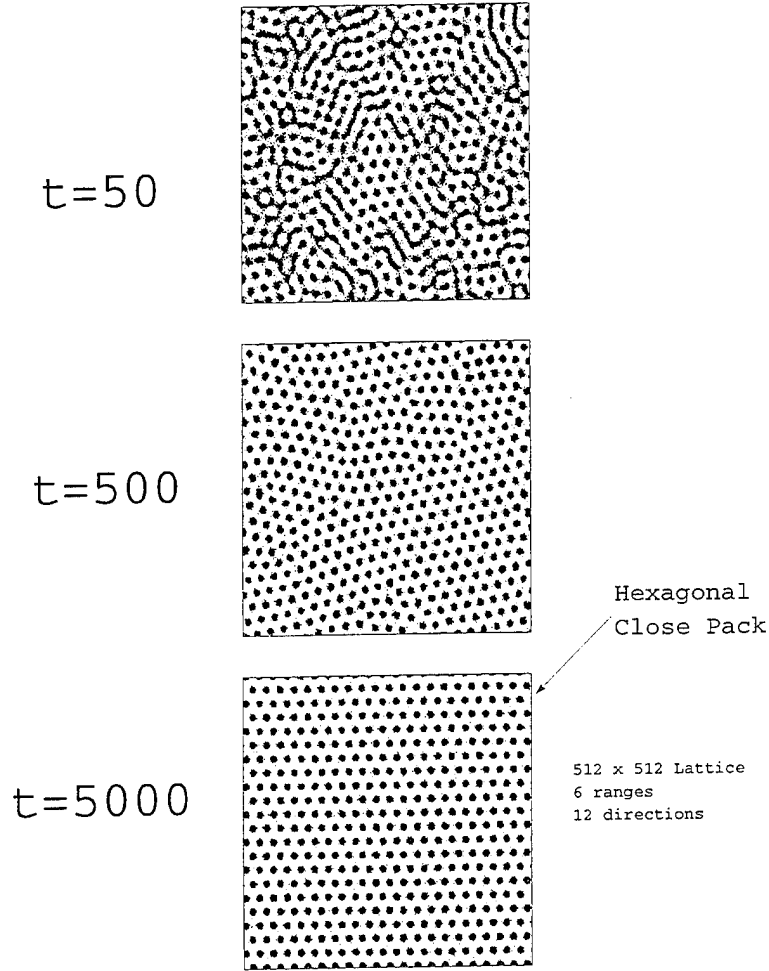 t=50
t=500
Hexagonal
Close Pack
t=5000
512 x 512 Lattice
6 ranges
12 directions